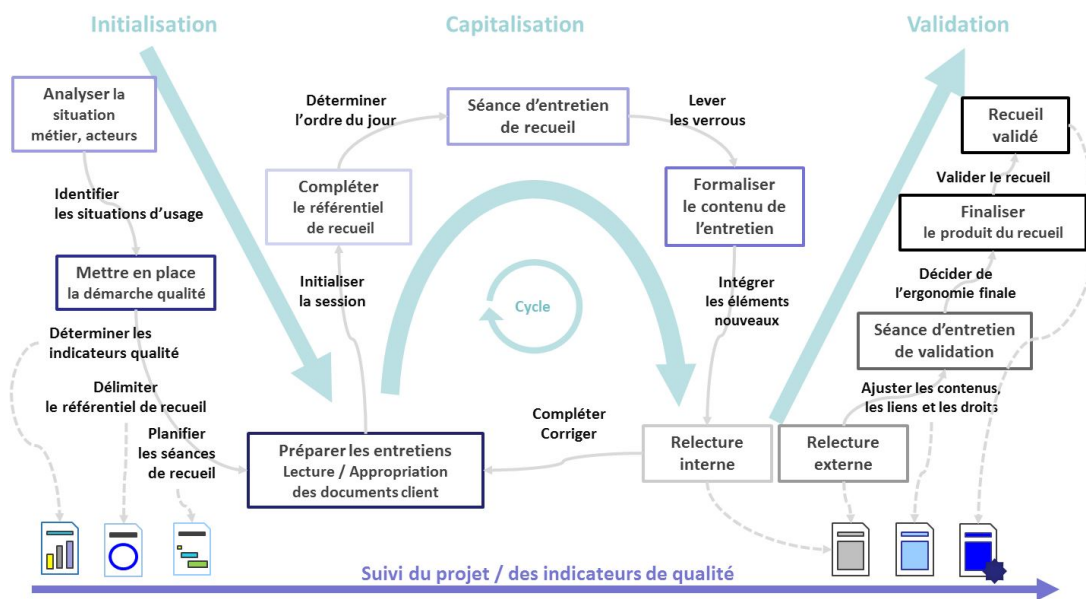 Initialisation
Capitalisation
Validation
Analyser la
situation
métier, acteurs
Identifier
les situations d'usage
Mettre en place
la démarche qualité
Déterminer les
indicateurs qualité
Délimiter
le référentiel de recueil
Planifier
les séances
de recueil
Préparer les entretiens
Lecture / Appropriation
des documents client
Initialiser
la session
Compléter
le référentiel
de recueil
Déterminer
l'ordre du jour
Séance d'entretien
de recueil
Lever
les verrous
Formaliser
le contenu de
l'entretien
Intégrer
les éléments
nouveaux
Cycle
Relecture
interne
Compléter
Corriger
Relecture
externe
Ajuster les contenus,
les liens et les droits
Séance d'entretien
de validation
Décider de
l'ergonomie finale
Finaliser
le produit du recueil
Valider le recueil
Recueil
validé
Suivi du projet / des indicateurs de qualité